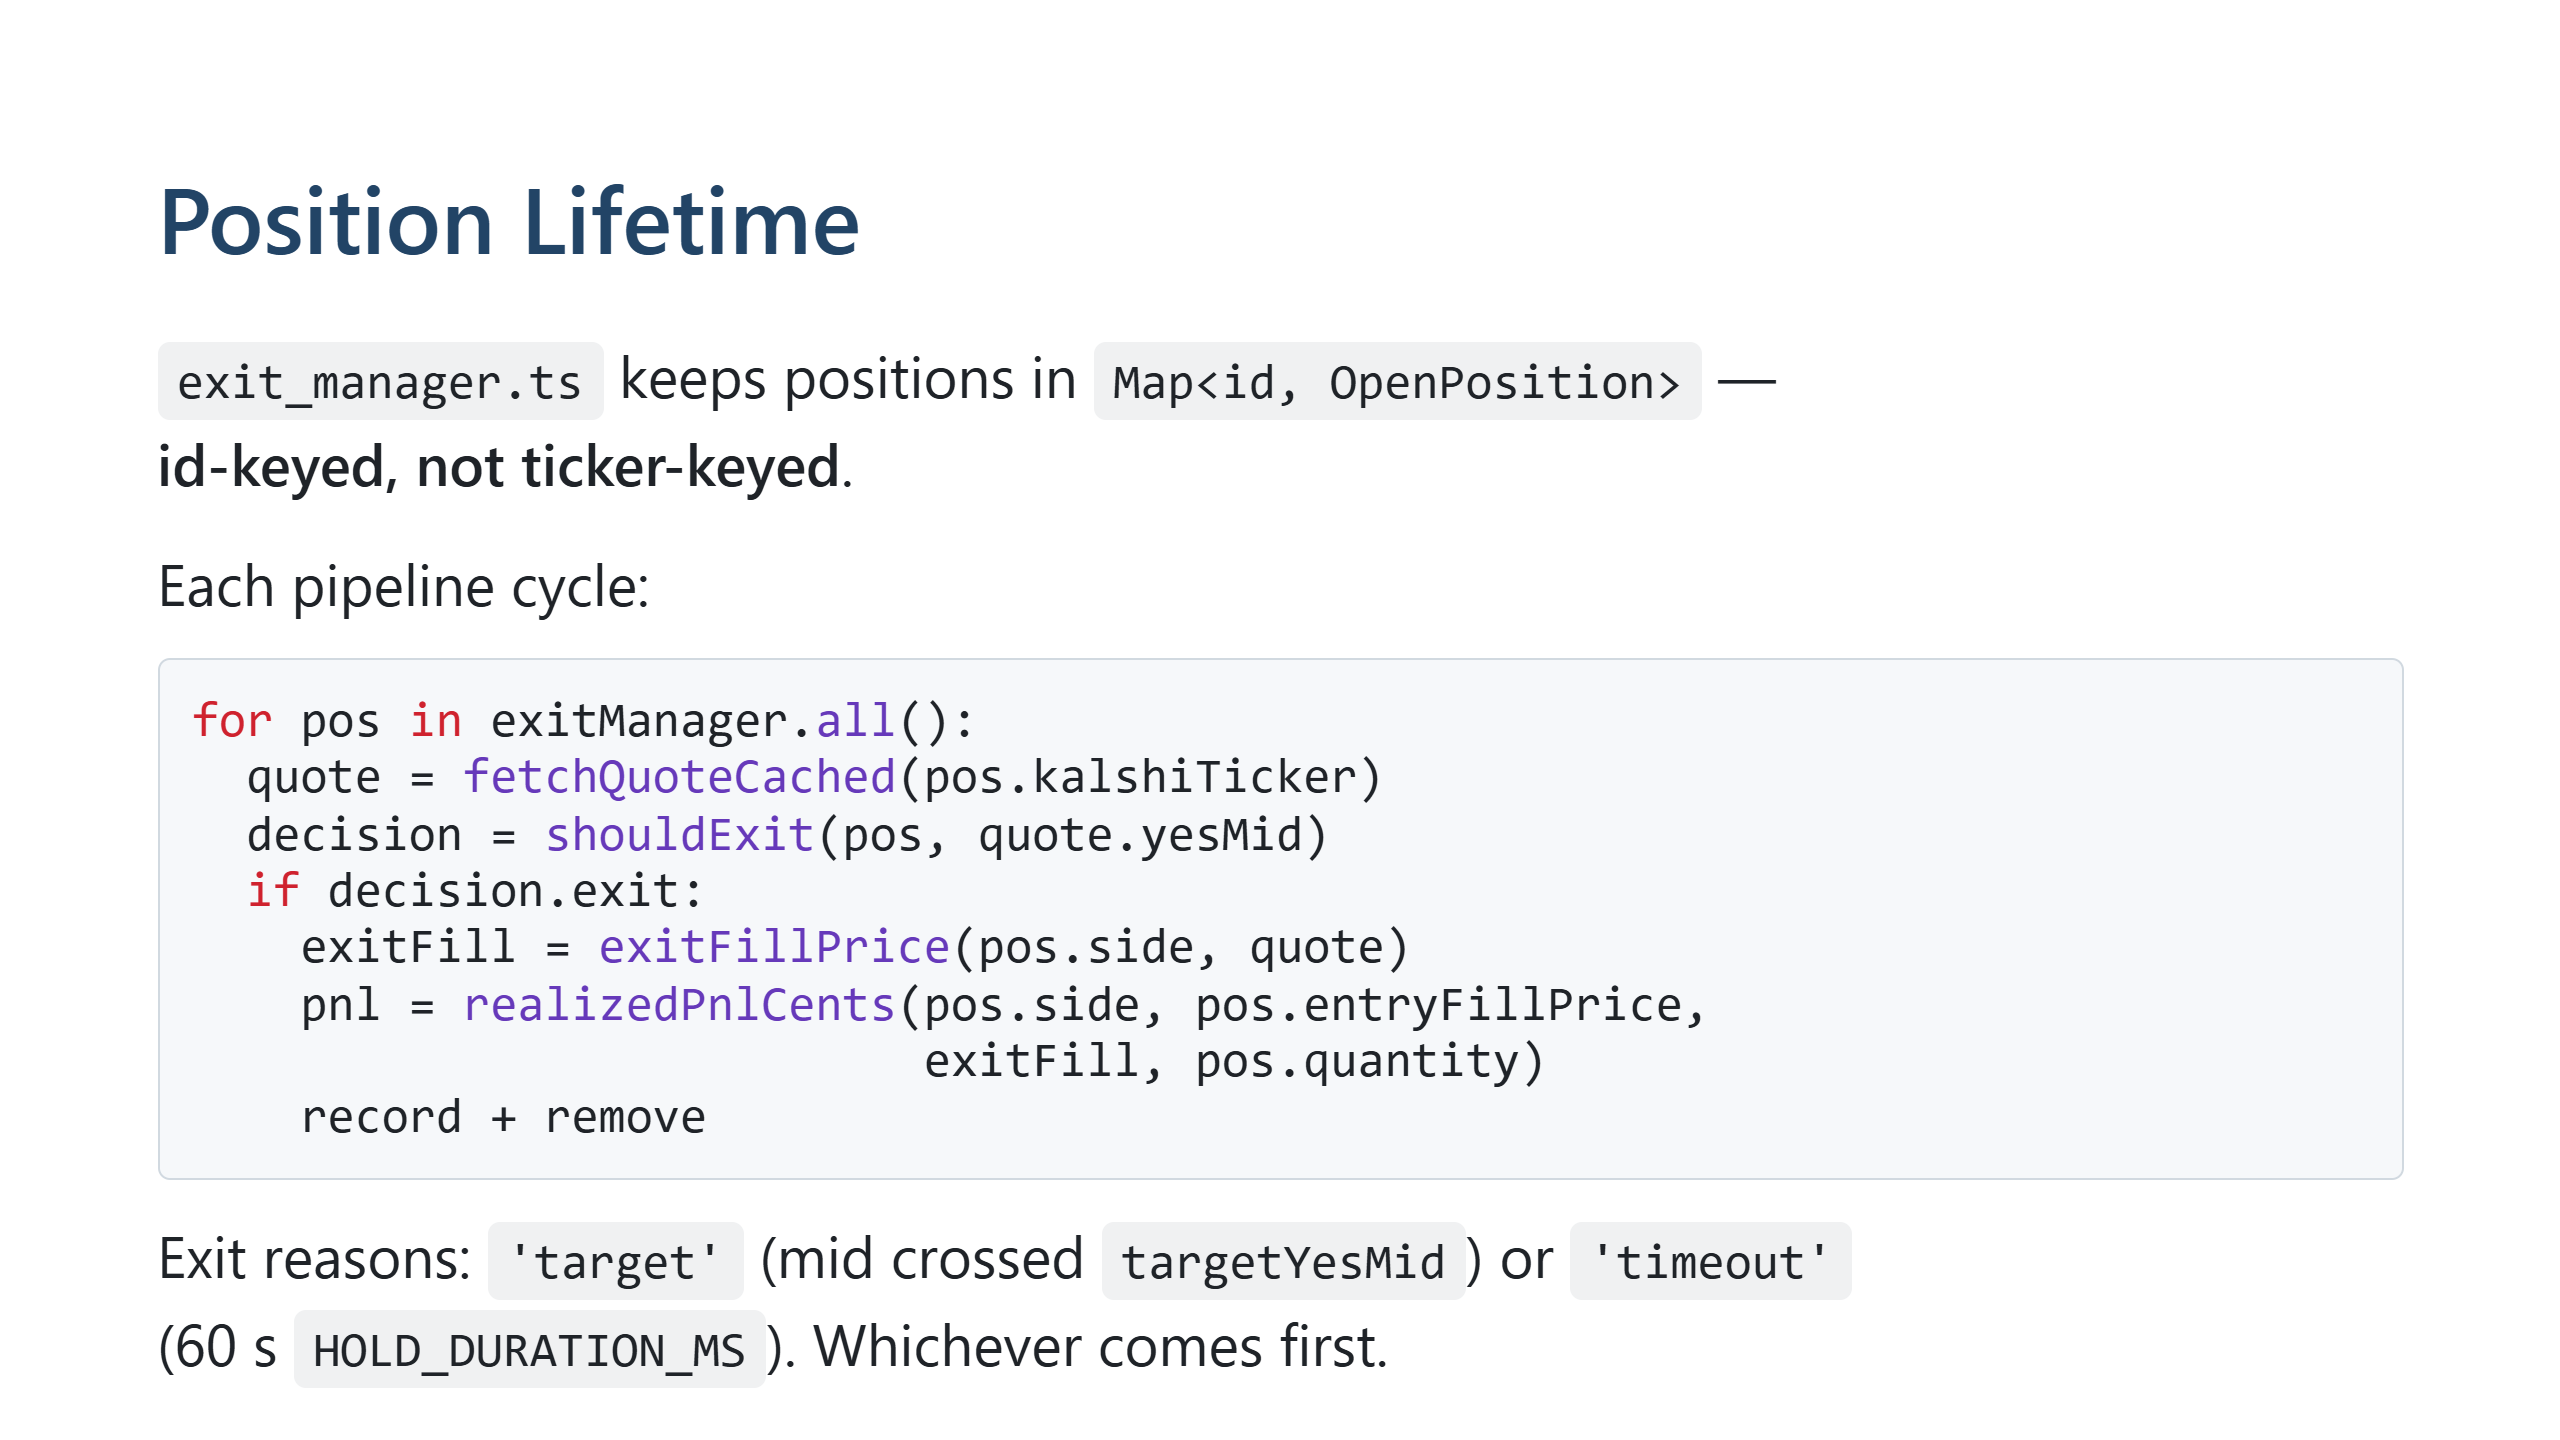 Position Lifetime
exit_manager.ts keeps positions in Map<id, OpenPosition> —
id-keyed, not ticker-keyed.
Each pipeline cycle:
for pos in exitManager.all():
  quote = fetchQuoteCached(pos.kalshiTicker)
  decision = shouldExit(pos, quote.yesMid)
  if decision.exit:
    exitFill = exitFillPrice(pos.side, quote)
    pnl = realizedPnlCents(pos.side, pos.entryFillPrice,
                           exitFill, pos.quantity)
    record + remove
Exit reasons: 'target' (mid crossed targetYesMid) or 'timeout'
(60 s HOLD_DURATION_MS). Whichever comes first.